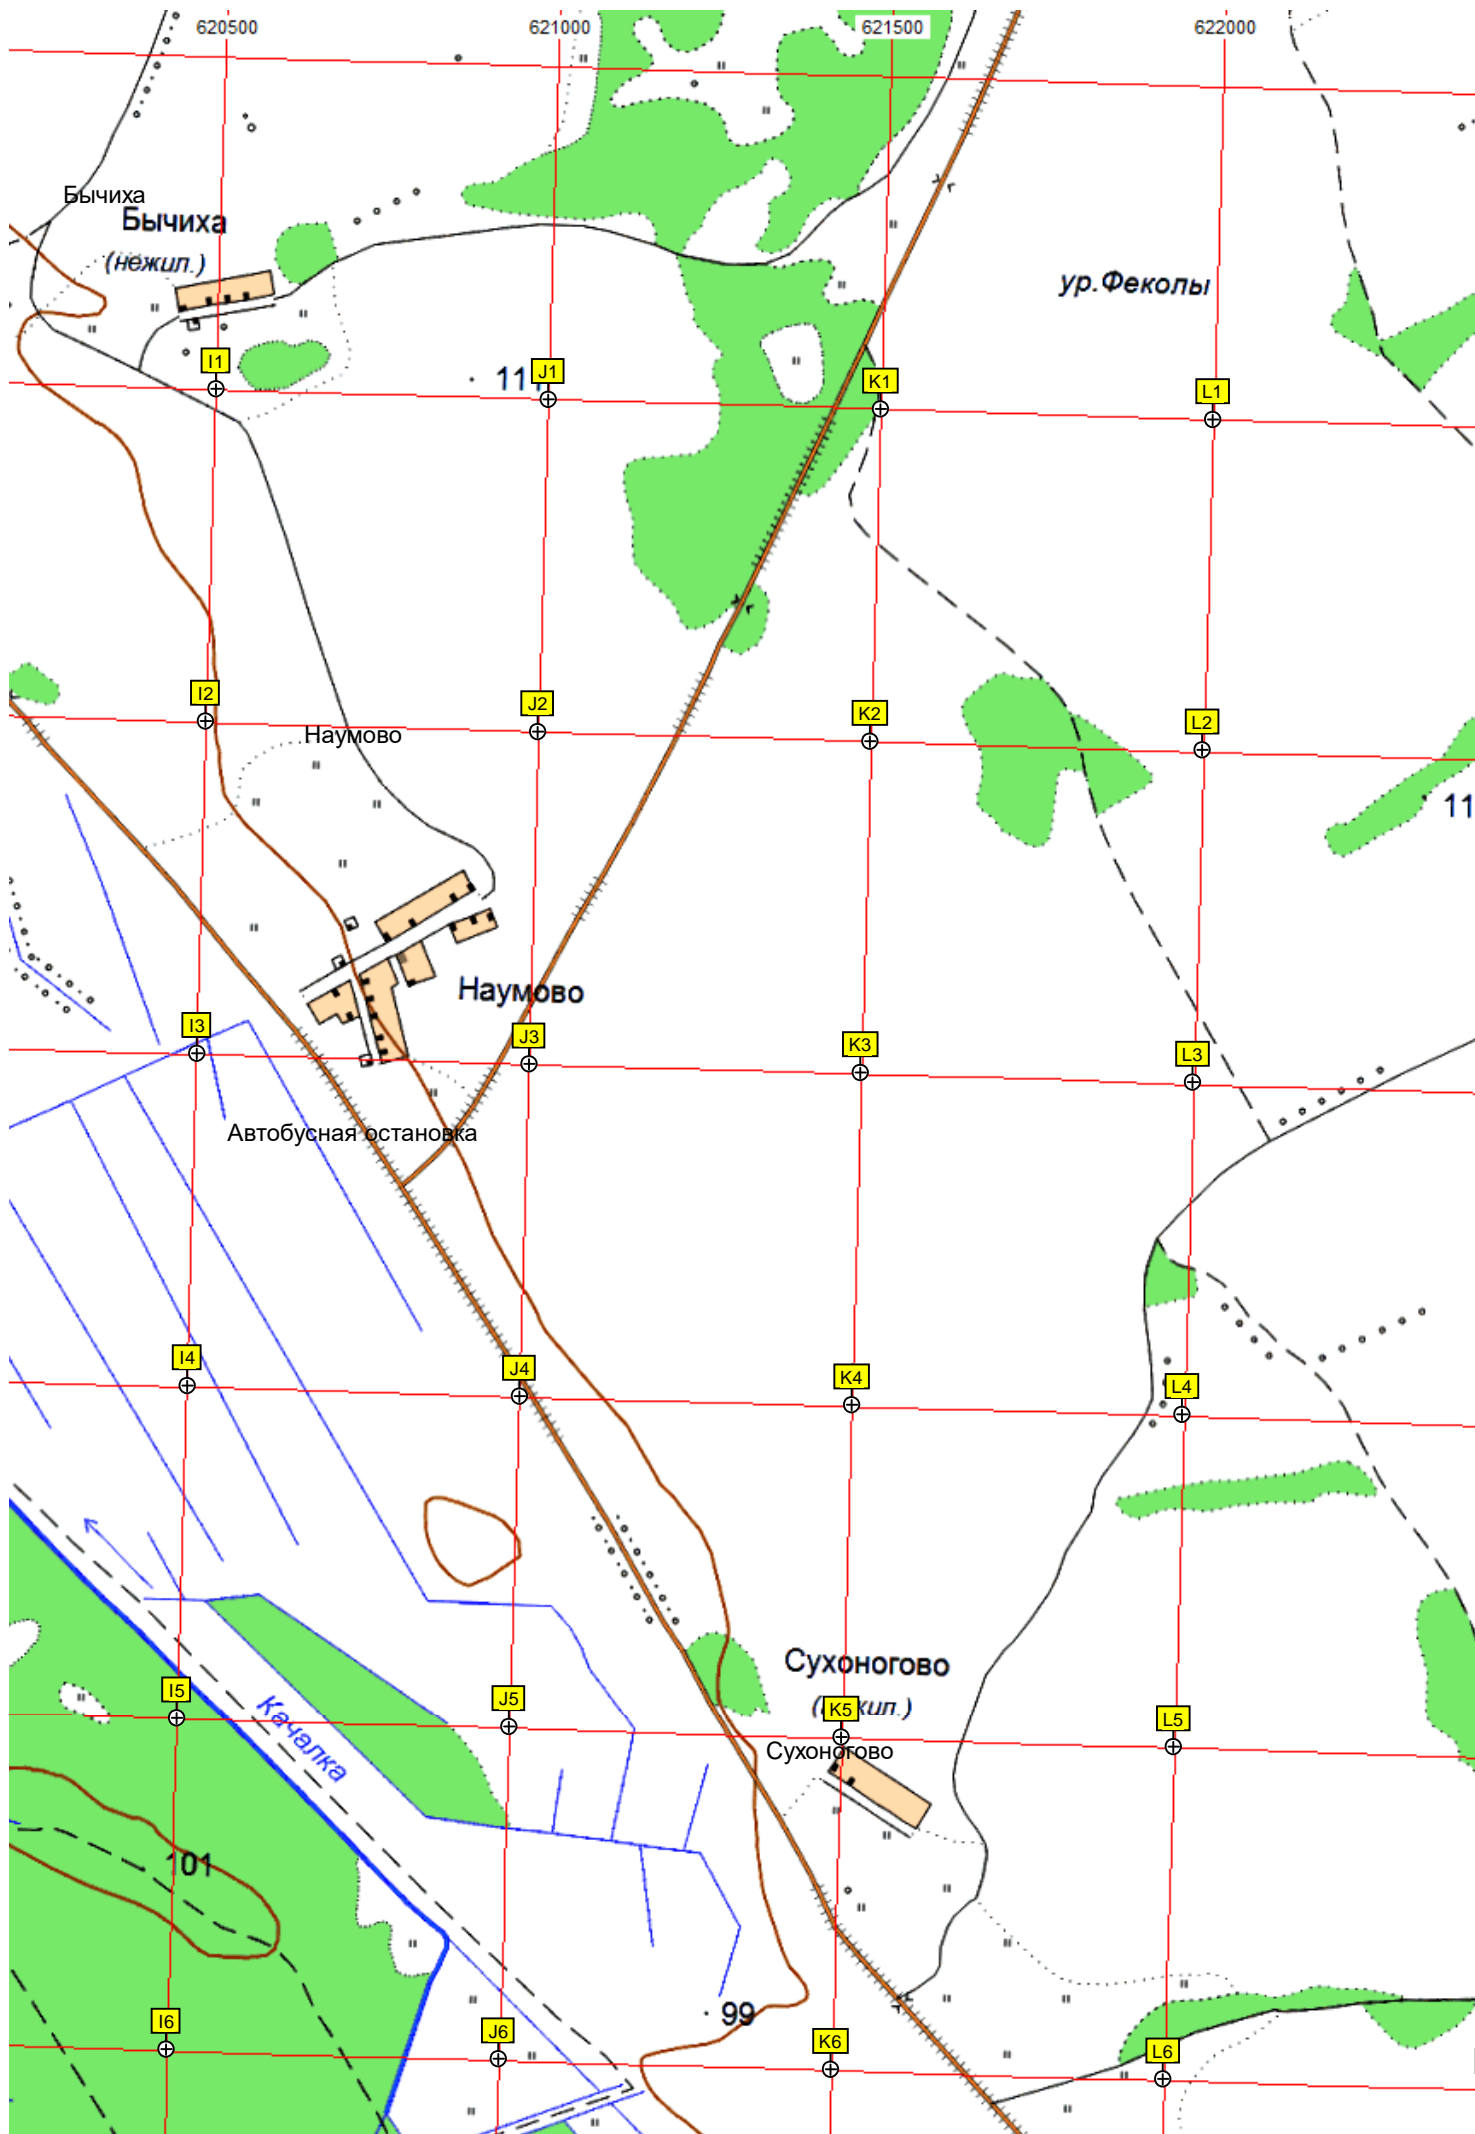 620500 621000 621500 622000
Бычиха
Бычиха
(нежил.)
ур.Феколы
I1
J1
K1
L1
I2
J2
K2
L2
Наумово
11
Наумово
I3
J3
K3
L3
Автобусная остановка
I4
J4
K4
L4
Сухоногово
I5
J5
K5
L5
Качалка
Сухоногово
101
99
I6
J6
K6
L6